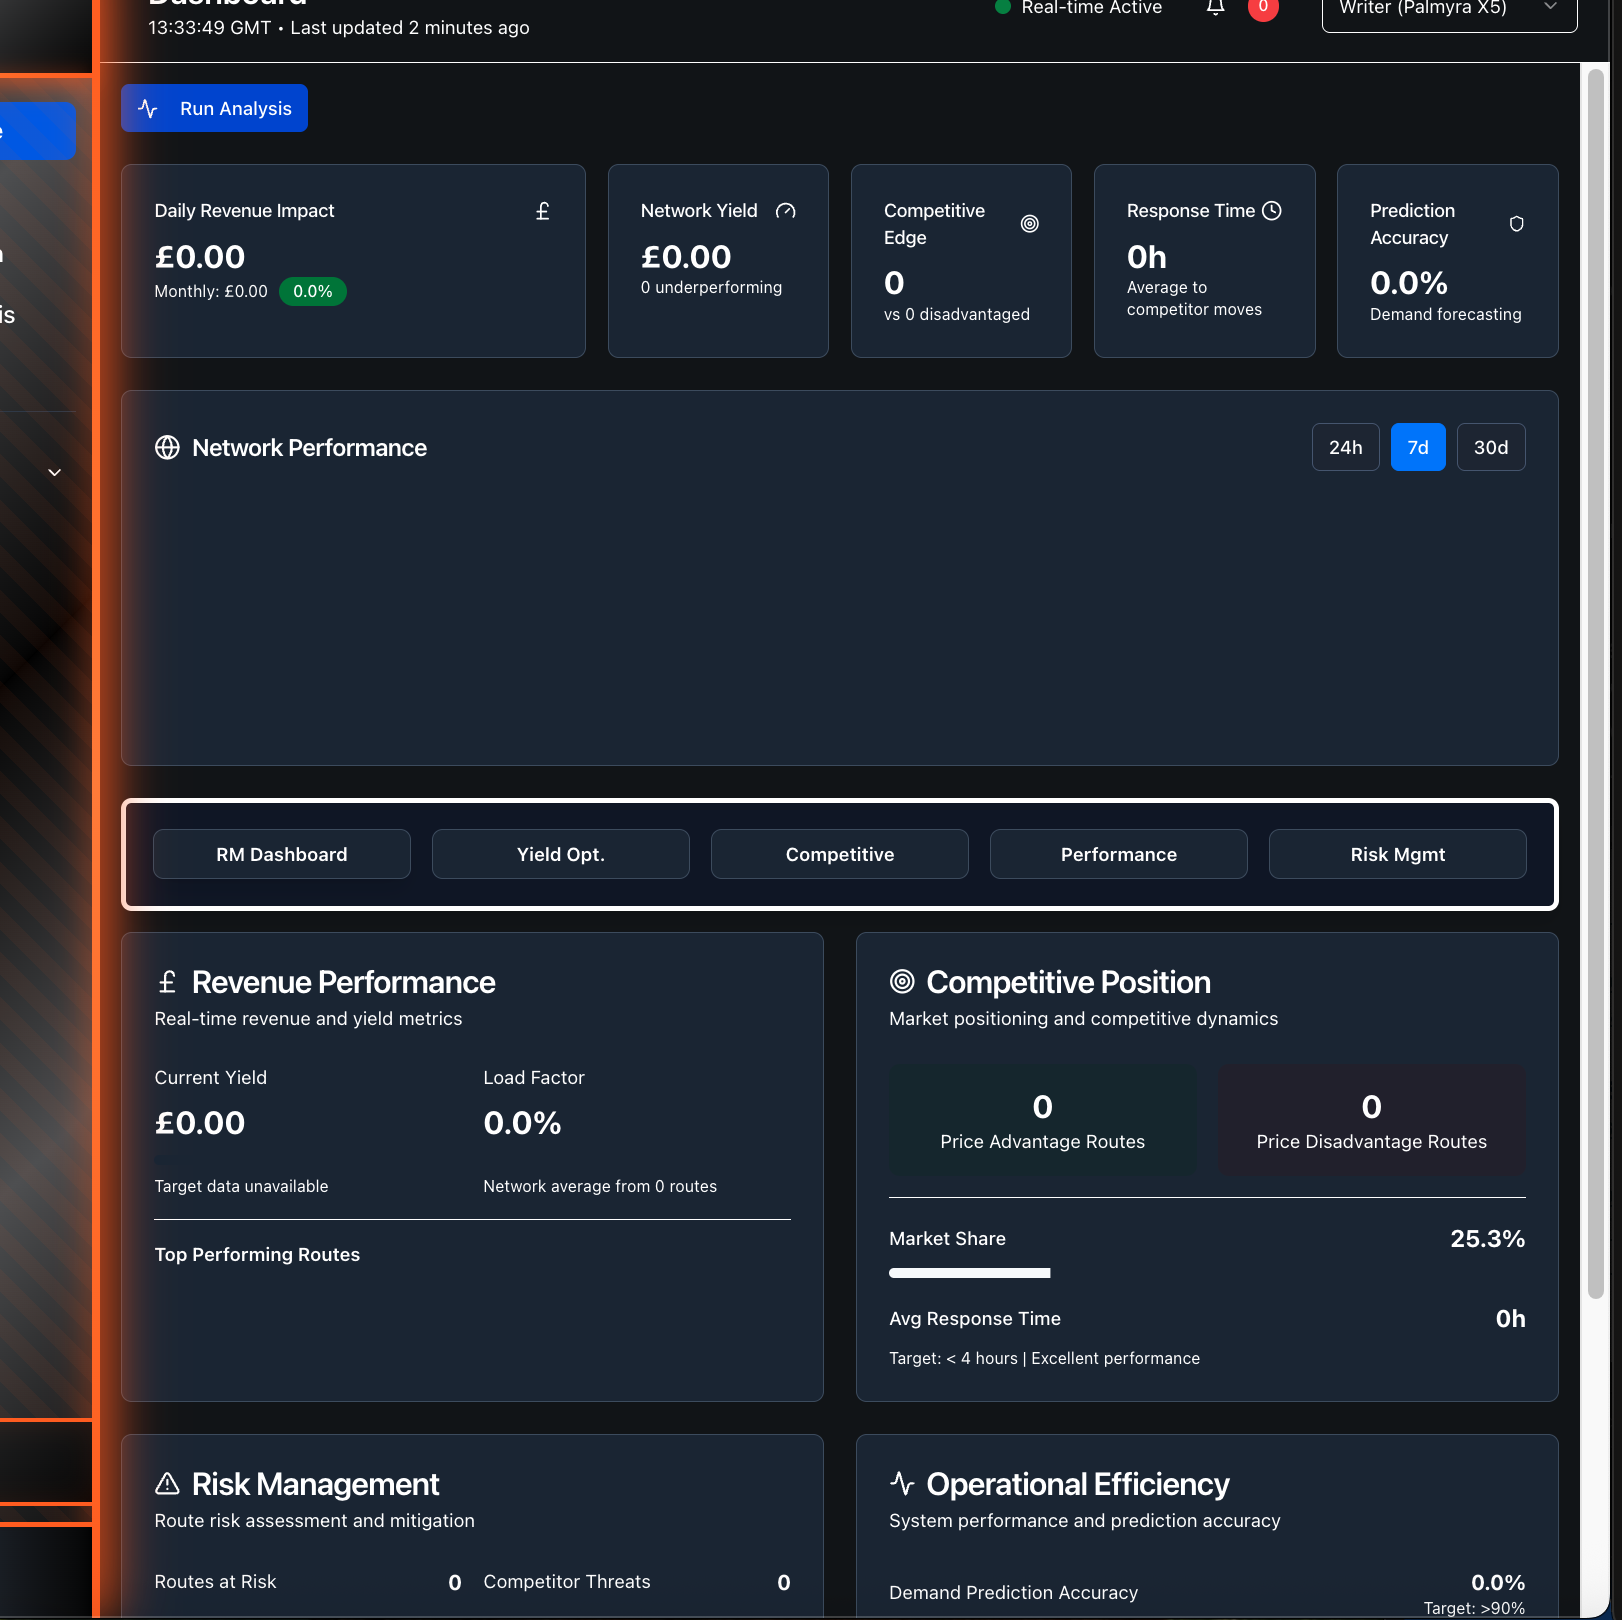 Dashboard
13:33:49 GMT • Last updated 2 minutes ago
Real-time Active
0
Writer (Palmyra X5)
Run Analysis
is
Daily Revenue Impact
£0.00
Monthly: £0.00 0.0%
Network Yield
£0.00
0 underperforming
Competitive
Edge
0
vs 0 disadvantaged
Response Time
0h
Average to
competitor moves
Prediction
Accuracy
0.0%
Demand forecasting
Network Performance
24h 7d 30d
RM Dashboard Yield Opt. Competitive Performance Risk Mgmt
£ Revenue Performance
Real-time revenue and yield metrics
Current Yield
£0.00
Target data unavailable
Load Factor
0.0%
Network average from 0 routes
Top Performing Routes
Competitive Position
Market positioning and competitive dynamics
0
Price Advantage Routes
0
Price Disadvantage Routes
Market Share 25.3%
Avg Response Time 0h
Target: < 4 hours | Excellent performance
Risk Management
Route risk assessment and mitigation
Routes at Risk 0
Competitor Threats 0
Operational Efficiency
System performance and prediction accuracy
Demand Prediction Accuracy 0.0%
Target: >90%